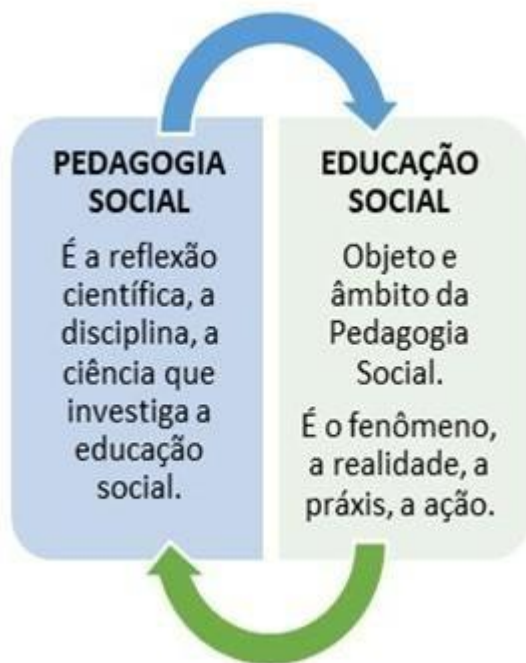 PEDAGOGIA
SOCIAL
É a reflexão
científica, a
disciplina, a
ciência que
investiga a
educação
social.
EDUCAÇÃO
SOCIAL
Objeto e
âmbito da
Pedagogia
Social.
É o fenômeno,
a realidade, a
práxis, a ação.